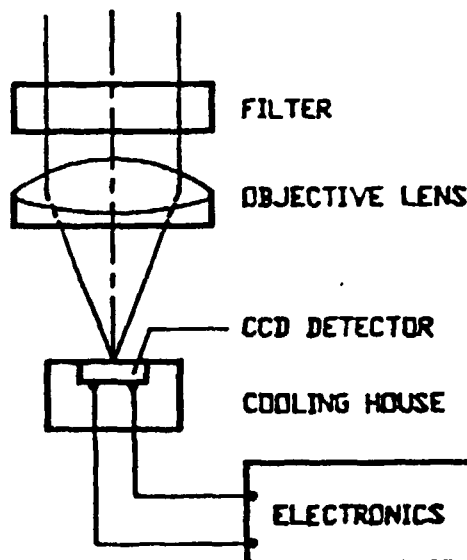 FILTER
OBJECTIVE LENS
CCD DETECTOR
COOLING HOUSE
ELECTRONICS